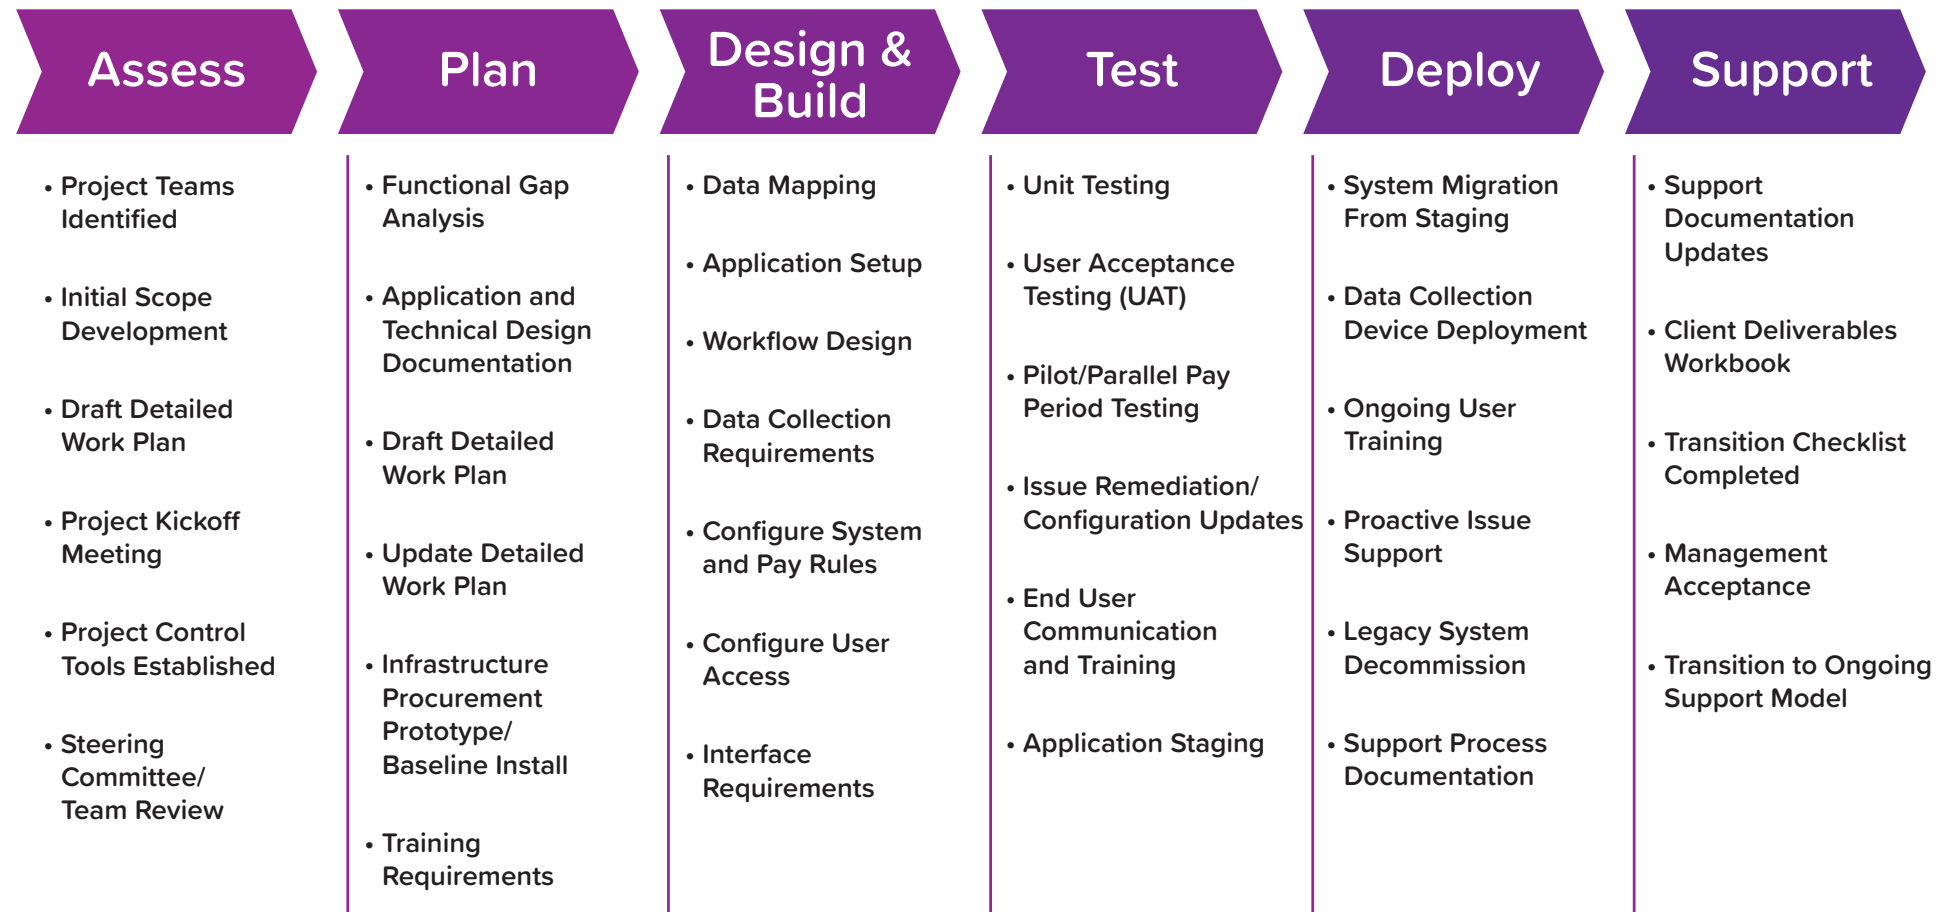 Assess
Plan
Design &
Build
Test
Deploy
Support
• Project Teams
Identified
• Initial Scope
Development
• Draft Detailed
Work Plan
• Project Kickoff
Meeting
• Project Control
Tools Established
• Steering
Committee/
Team Review
• Functional Gap
Analysis
• Application and
Technical Design
Documentation
• Draft Detailed
Work Plan
• Update Detailed
Work Plan
• Infrastructure
Procurement
Prototype/
Baseline Install
• Training
Requirements
• Data Mapping
• Application Setup
• Workflow Design
• Data Collection
Requirements
• Configure System
and Pay Rules
• Configure User
Access
• Interface
Requirements
• Unit Testing
• User Acceptance
Testing (UAT)
• Pilot/Parallel Pay
Period Testing
• Issue Remediation/
Configuration Updates
• End User
Communication
and Training
• Application Staging
• System Migration
From Staging
• Data Collection
Device Deployment
• Ongoing User
Training
• Proactive Issue
Support
• Legacy System
Decommission
• Support Process
Documentation
• Support
Documentation
Updates
• Client Deliverables
Workbook
• Transition Checklist
Completed
• Management
Acceptance
• Transition to Ongoing
Support Model